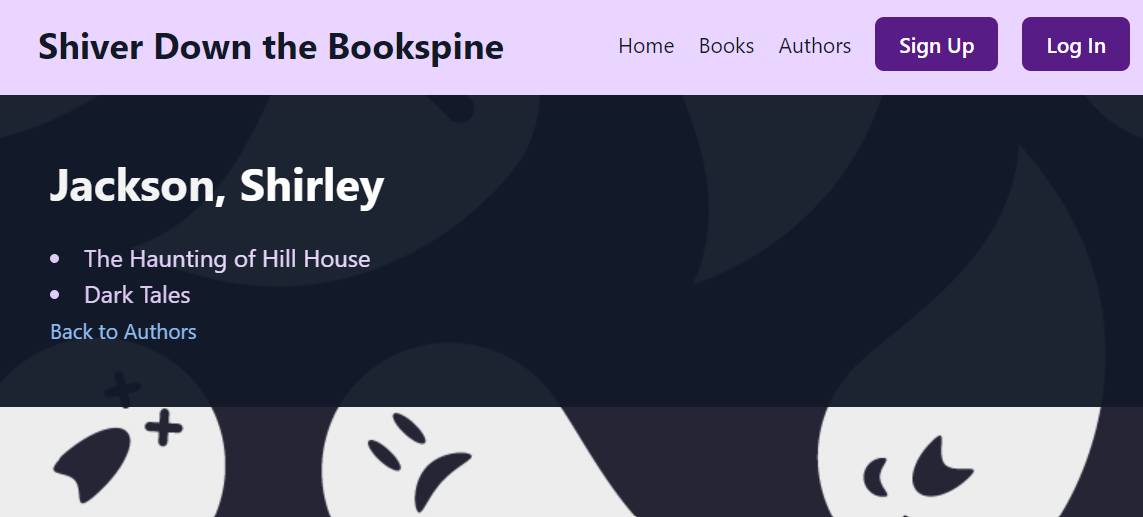 Shiver Down the Bookspine
Home Books Authors Sign Up Log In
Jackson, Shirley
The Haunting of Hill House
Dark Tales
Back to Authors